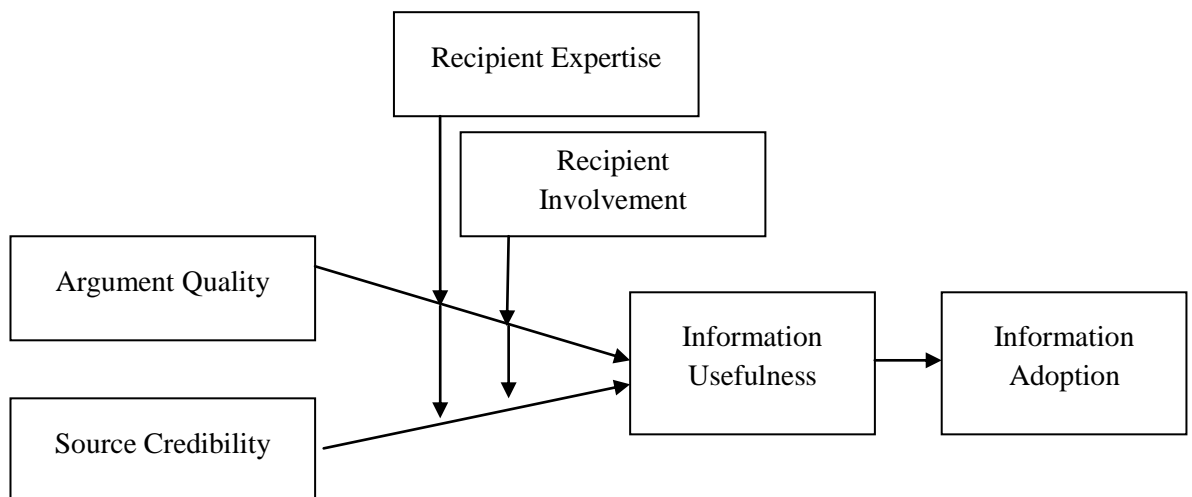 Recipient Expertise
Recipient
Involvement
Argument Quality
Information
Usefulness
Information
Adoption
Source Credibility